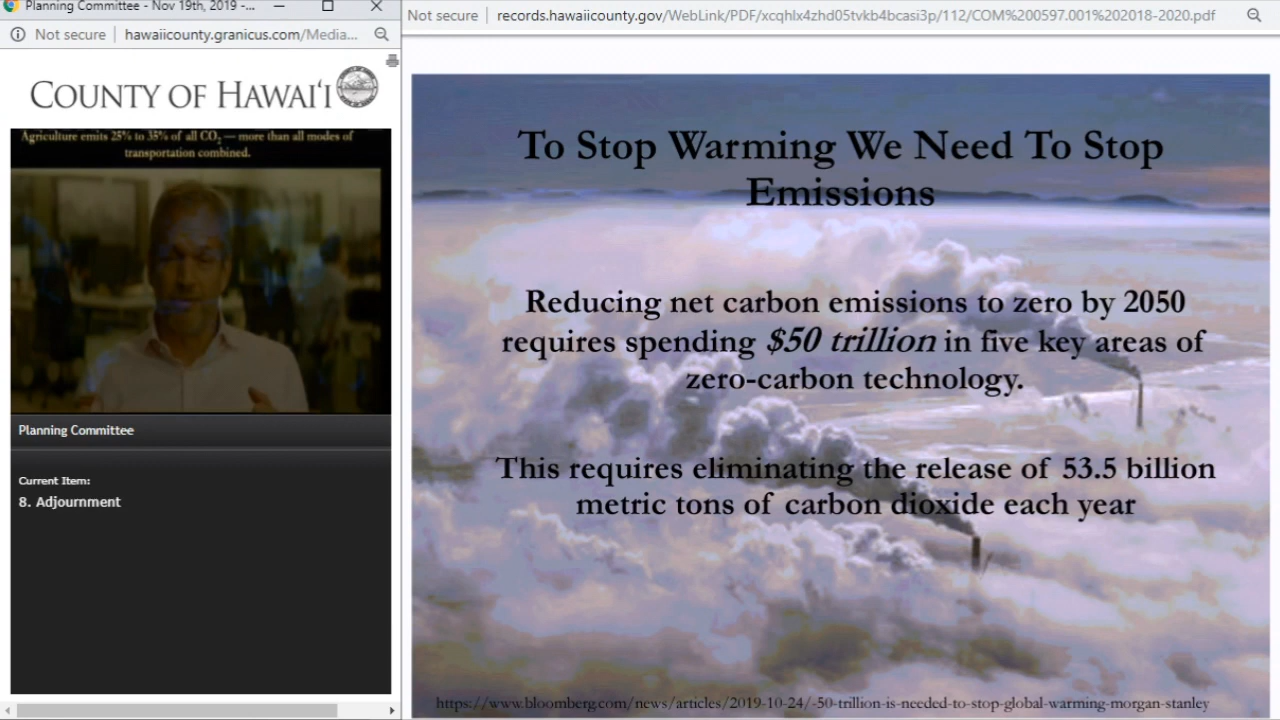 Planning Committee - Nov 19th, 2019 -...
Not secure | hawaiicounty.granicus.com/Media...
COUNTY OF HAWAIʻI
Agriculture emits 25% to 35% of all CO₂ — more than all modes of
transportation combined.
Planning Committee
Current Item:
8. Adjournment
Not secure | records.hawaiicounty.gov/WebLink/PDF/xcqhlx4zhd05tvkb4bcasi3p/112/COM%200597.001%202018-2020.pdf
To Stop Warming We Need To Stop
Emissions
Reducing net carbon emissions to zero by 2050
requires spending $50 trillion in five key areas of
zero-carbon technology.
This requires eliminating the release of 53.5 billion
metric tons of carbon dioxide each year
https://www.bloomberg.com/news/articles/2019-10-24/-50-trillion-is-needed-to-stop-global-warming-morgan-stanley